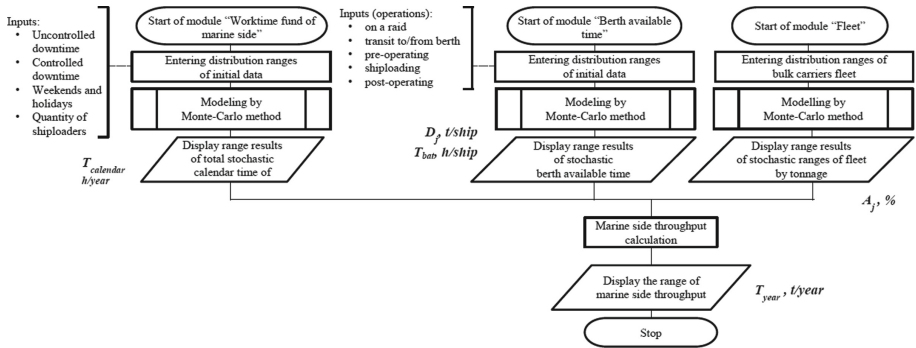 Inputs:
• Uncontrolled
downtime
• Controlled
downtime
• Weekends and
holidays
• Quantity of
shiploaders
Start of module “Worktime fund of
marine side”
Entering distribution ranges
of initial data
Modeling by
Monte-Carlo method
Display range results
of total stochastic
calendar time of
T calendar
h/year
Inputs (operations):
• on a raid
• transit to/from berth
• pre-operating
• shiploading
• post-operating
Start of module “Berth available
time”
Entering distribution ranges
of initial data
Modelling by
Monte-Carlo method
D j, t/ship
T bat, h/ship
Display range results
of stochastic
berth available time
Start of module “Fleet”
Entering distribution ranges of
bulk carriers fleet
Modelling by
Monte-Carlo method
Display range results
of stochastic ranges of fleet
by tonnage
A j , %
Marine side throughput
calculation
Display the range of
marine side throughput
T year , t/year
Stop